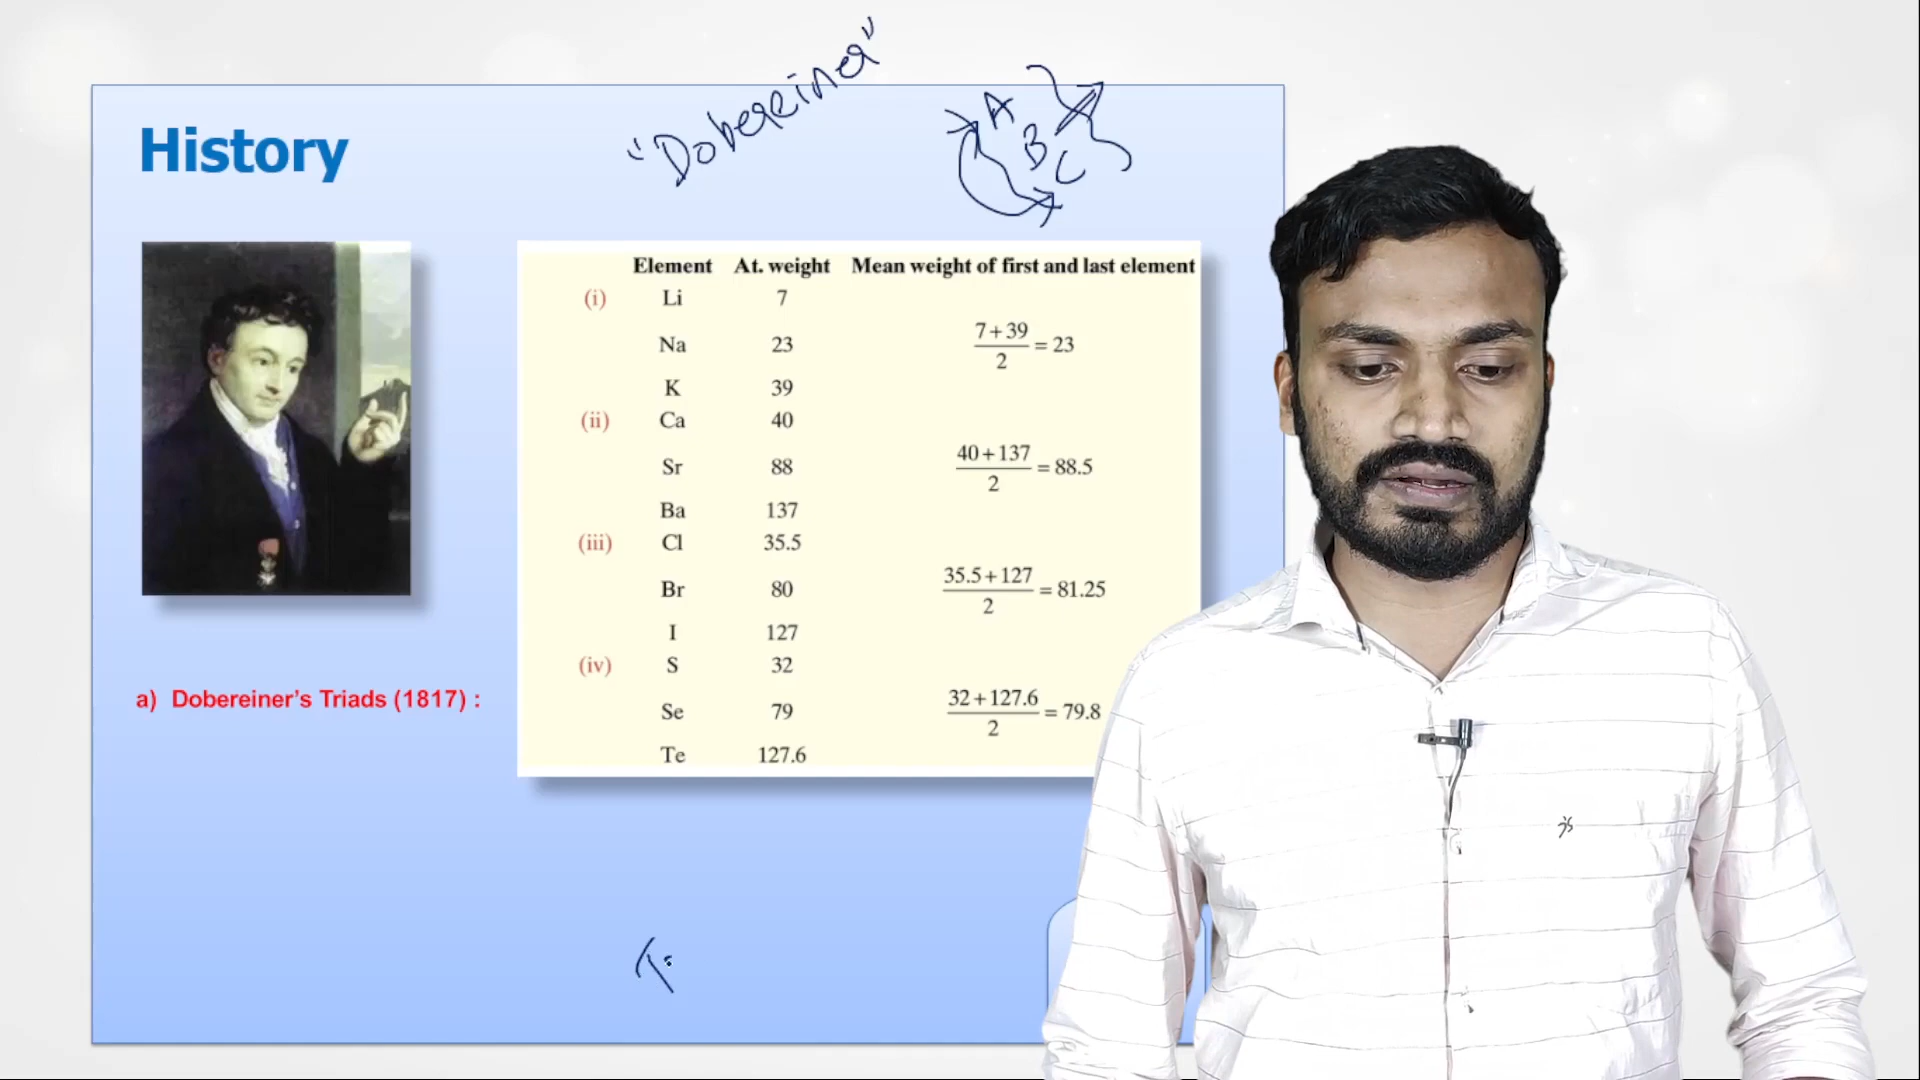 "Dobereiner"
A
B
C
History
Element At. weight Mean weight of first and last element
(i) Li 7
Na 23 7+39/2 = 23
K 39
(ii) Ca 40
Sr 88 40+137/2 = 88.5
Ba 137
(iii) Cl 35.5
Br 80 35.5+127/2 = 81.25
I 127
(iv) S 32
Se 79 32+127.6/2 = 79.8
Te 127.6
a) Dobereiner's Triads (1817) :